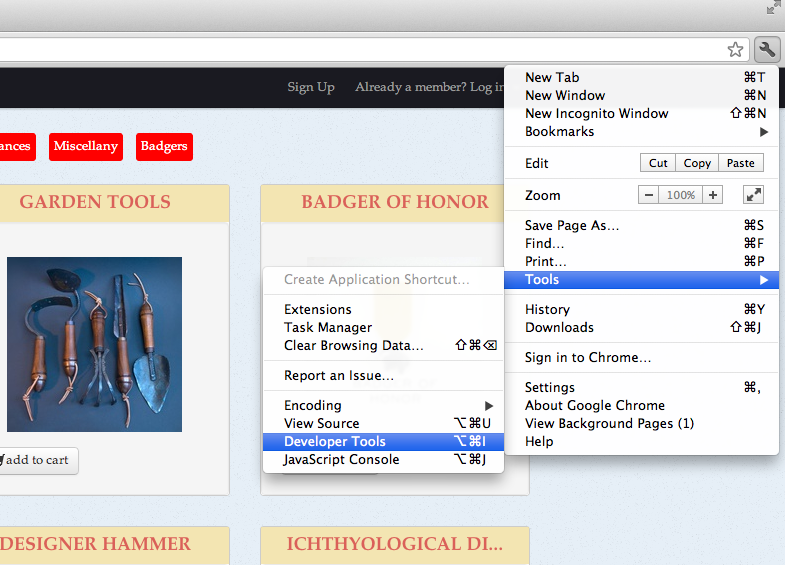 Sign Up Already a member? Log in
ances Miscellany Badgers
GARDEN TOOLS
BADGER OF HONOR
add to cart
DESIGNER HAMMER
ICHTHYOLOGICAL DI...
New Tab ⌘T
New Window ⌘N
New Incognito Window ⇧⌘N
Bookmarks ▶
Edit Cut Copy Paste
Zoom − 100% +
Save Page As... ⌘S
Find... ⌘F
Print... ⌘P
Tools ▶
History ⌘Y
Downloads ⇧⌘J
Sign in to Chrome...
Settings ⌘,
About Google Chrome
View Background Pages (1)
Help
Create Application Shortcut...
Extensions
Task Manager
Clear Browsing Data... ⇧⌘⌫
Report an Issue...
Encoding ▶
View Source ⌥⌘U
Developer Tools ⌥⌘I
JavaScript Console ⌥⌘J